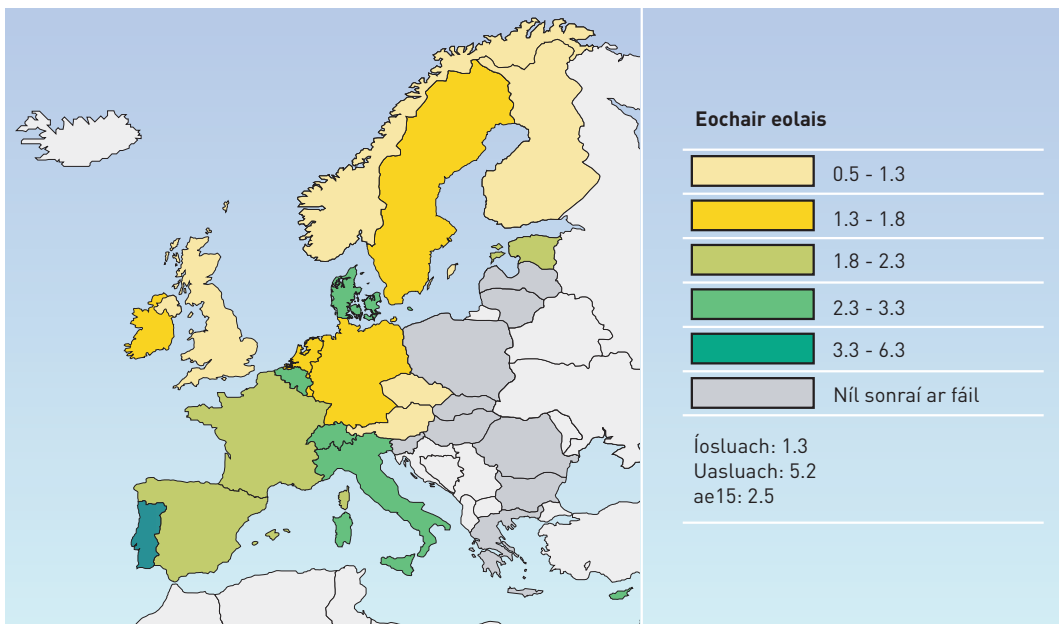 Eochair eolais
0.5 - 1.3
1.3 - 1.8
1.8 - 2.3
2.3 - 3.3
3.3 - 6.3
Níl sonraí ar fáil
Íosluach: 1.3
Uasluach: 5.2
ae15: 2.5